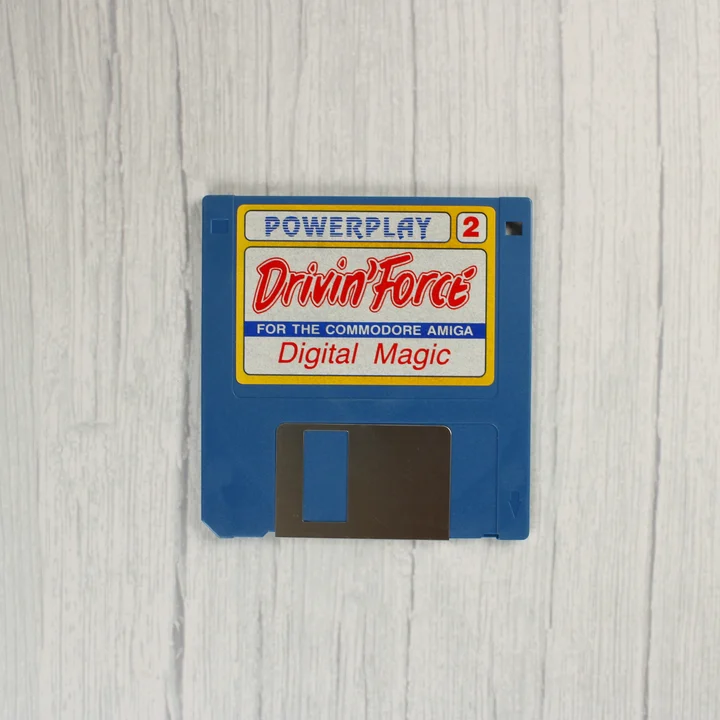 POWERPLAY 2
Drivin' Force
FOR THE COMMODORE AMIGA
Digital Magic